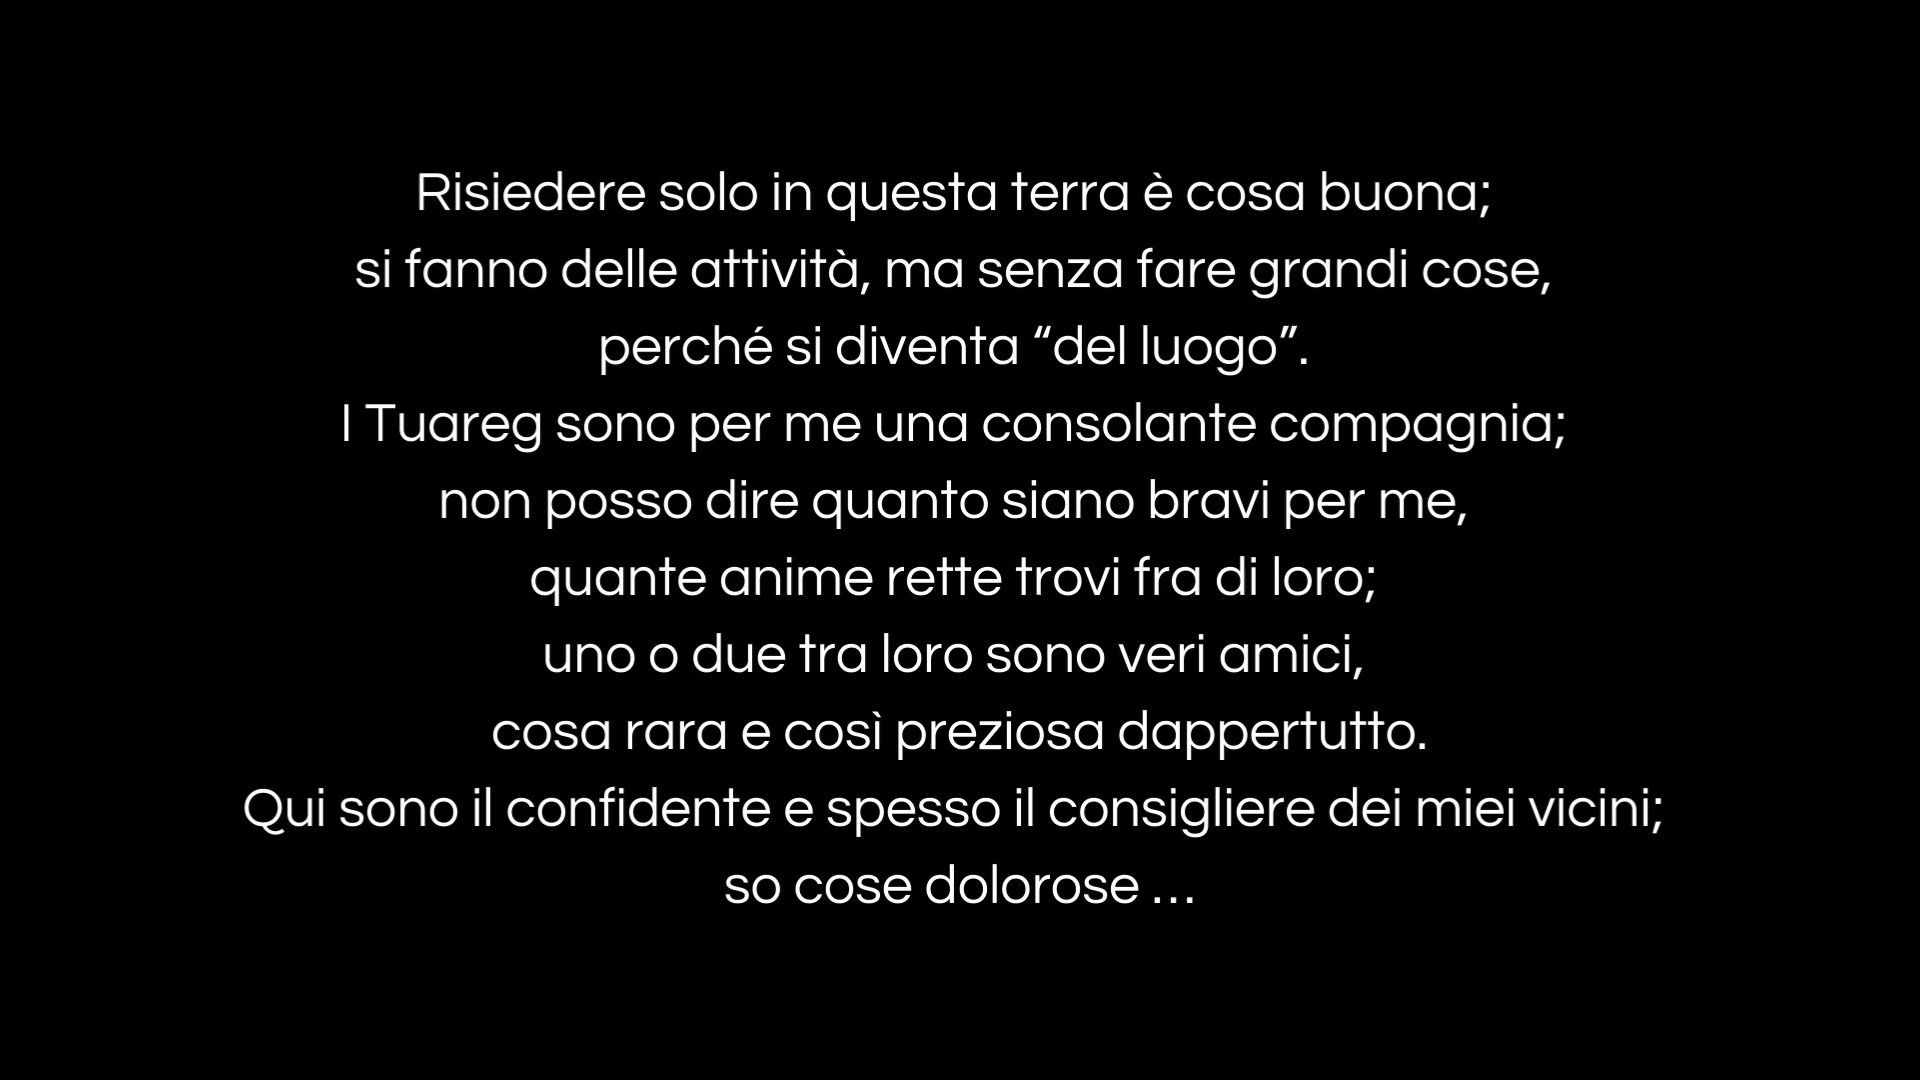 Risiedere solo in questa terra è cosa buona;
si fanno delle attività, ma senza fare grandi cose,
perché si diventa “del luogo”.
I Tuareg sono per me una consolante compagnia;
non posso dire quanto siano bravi per me,
quante anime rette trovi fra di loro;
uno o due tra loro sono veri amici,
cosa rara e così preziosa dappertutto.
Qui sono il confidente e spesso il consigliere dei miei vicini;
so cose dolorose …